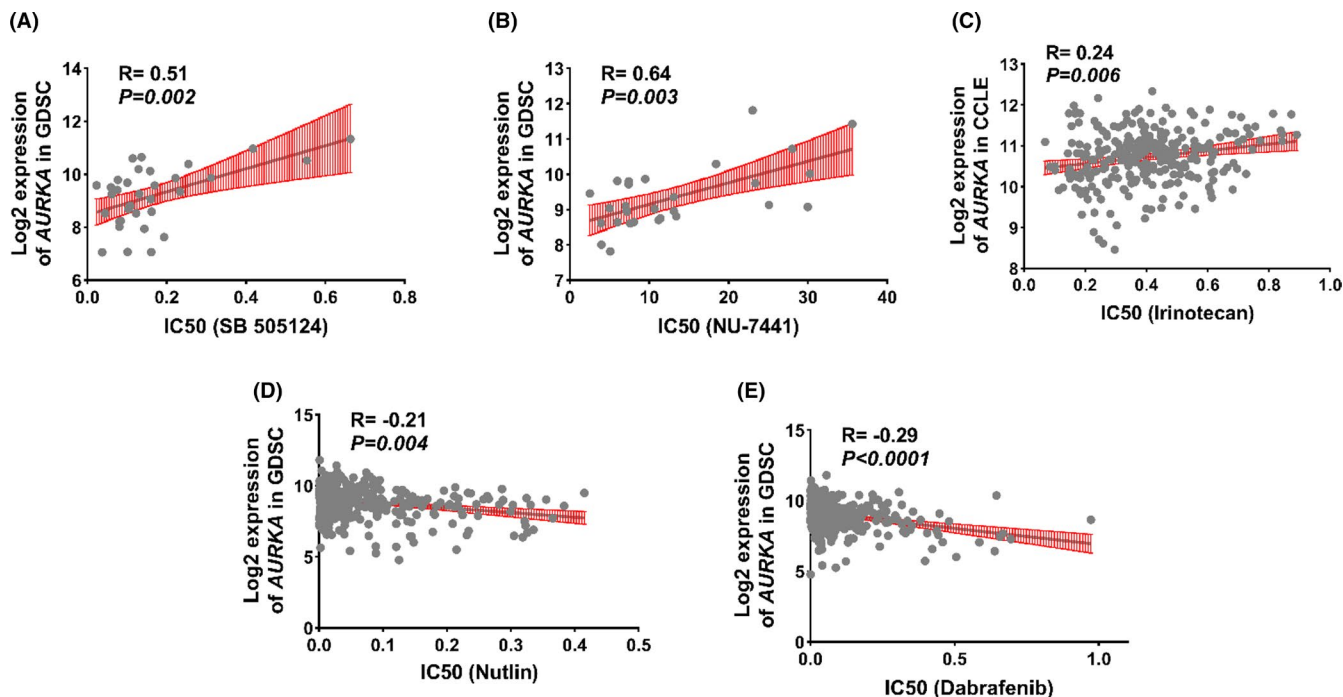 (A)
R= 0.51
P=0.002
Log2 expression
of AURKA in GDSC
14
12
10
8
6
0.0 0.2 0.4 0.6 0.8
IC50 (SB 505124)
(B)
R= 0.64
P=0.003
Log2 expression
of AURKA in GDSC
13
12
11
10
9
8
7
0 10 20 30 40
IC50 (NU-7441)
(C)
R= 0.24
P=0.006
Log2 expression
of AURKA in CCLE
13
12
11
10
9
8
0.0 0.2 0.4 0.6 0.8 1.0
IC50 (Irinotecan)
(D)
R= -0.21
P=0.004
Log2 expression
of AURKA in GDSC
15
10
5
0
0.0 0.1 0.2 0.3 0.4 0.5
IC50 (Nutlin)
(E)
R= -0.29
P<0.0001
Log2 expression
of AURKA in GDSC
15
10
5
0
0.0 0.5 1.0
IC50 (Dabrafenib)